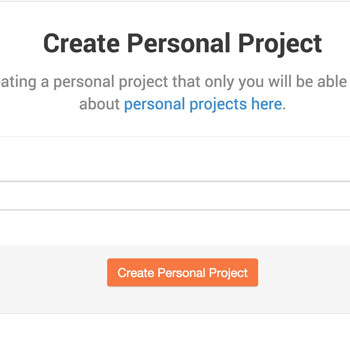 Create Personal Project
ating a personal project that only you will be able
about personal projects here.
Create Personal Project